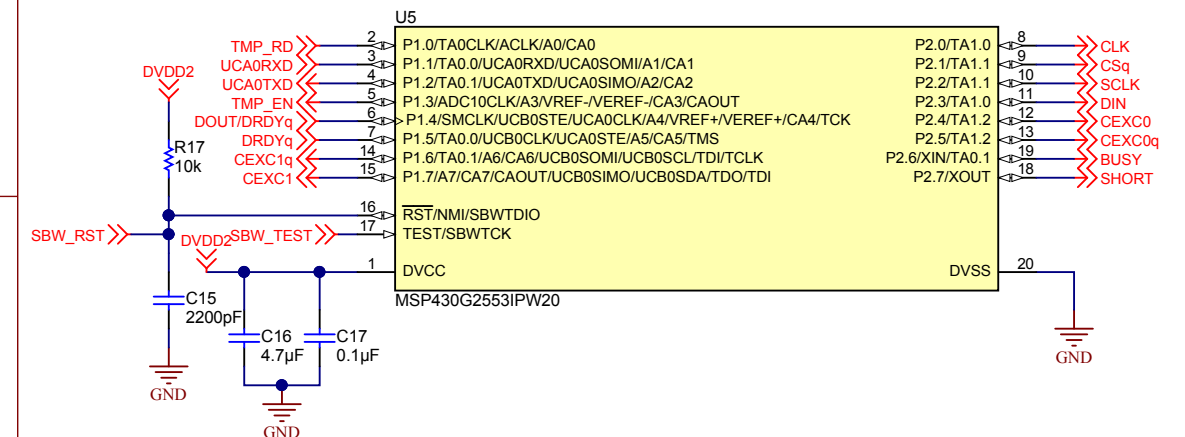 U5
TMP_RD 2 P1.0/TA0CLK/ACLK/A0/CA0 P2.0/TA1.0 8 CLK
UCA0RXD 3 P1.1/TA0.0/UCA0RXD/UCA0SOMI/A1/CA1 P2.1/TA1.1 9 CSq
UCA0TXD 4 P1.2/TA0.1/UCA0TXD/UCA0SIMO/A2/CA2 P2.2/TA1.1 10 SCLK
TMP_EN 5 P1.3/ADC10CLK/A3/VREF-/VEREF-/CA3/CAOUT P2.3/TA1.0 11 DIN
DOUT/DRDYq 6 P1.4/SMCLK/UCB0STE/UCA0CLK/A4/VREF+/VEREF+/CA4/TCK P2.4/TA1.2 12 CEXC0
DRDYq 7 P1.5/TA0.0/UCB0CLK/UCA0STE/A5/CA5/TMS P2.5/TA1.2 13 CEXC0q
CEXC1q 14 P1.6/TA0.1/A6/CA6/UCB0SOMI/UCB0SCL/TDI/TCLK P2.6/XIN/TA0.1 19 BUSY
CEXC1 15 P1.7/A7/CA7/CAOUT/UCB0SIMO/UCB0SDA/TDO/TDI P2.7/XOUT 18 SHORT
DVDD2
R17
10k
16 RST/NMI/SBWTDIO
SBW_RST
SBW_TEST 17 TEST/SBWTCK
DVDD2
1 DVCC DVSS 20
MSP430G2553IPW20
C15
2200pF
C16
4.7µF
C17
0.1µF
GND
GND
GND